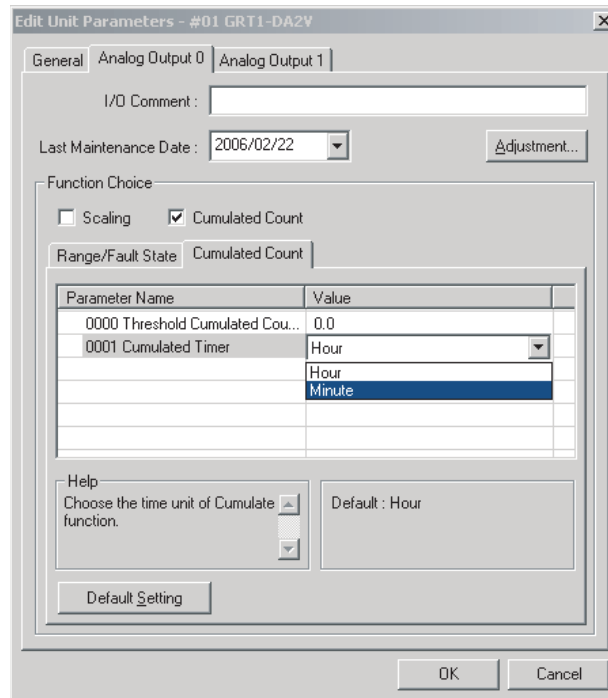 Edit Unit Parameters - #01 GRT1-DA2V
General Analog Output 0 Analog Output 1
I/O Comment :
Last Maintenance Date : 2006/02/22 Adjustment...
Function Choice
Scaling Cumulated Count
Range/Fault State Cumulated Count
Parameter Name Value
0000 Threshold Cumulated Cou... 0.0
0001 Cumulated Timer Hour
Hour
Minute
Help
Choose the time unit of Cumulate
function.
Default : Hour
Default Setting
OK Cancel